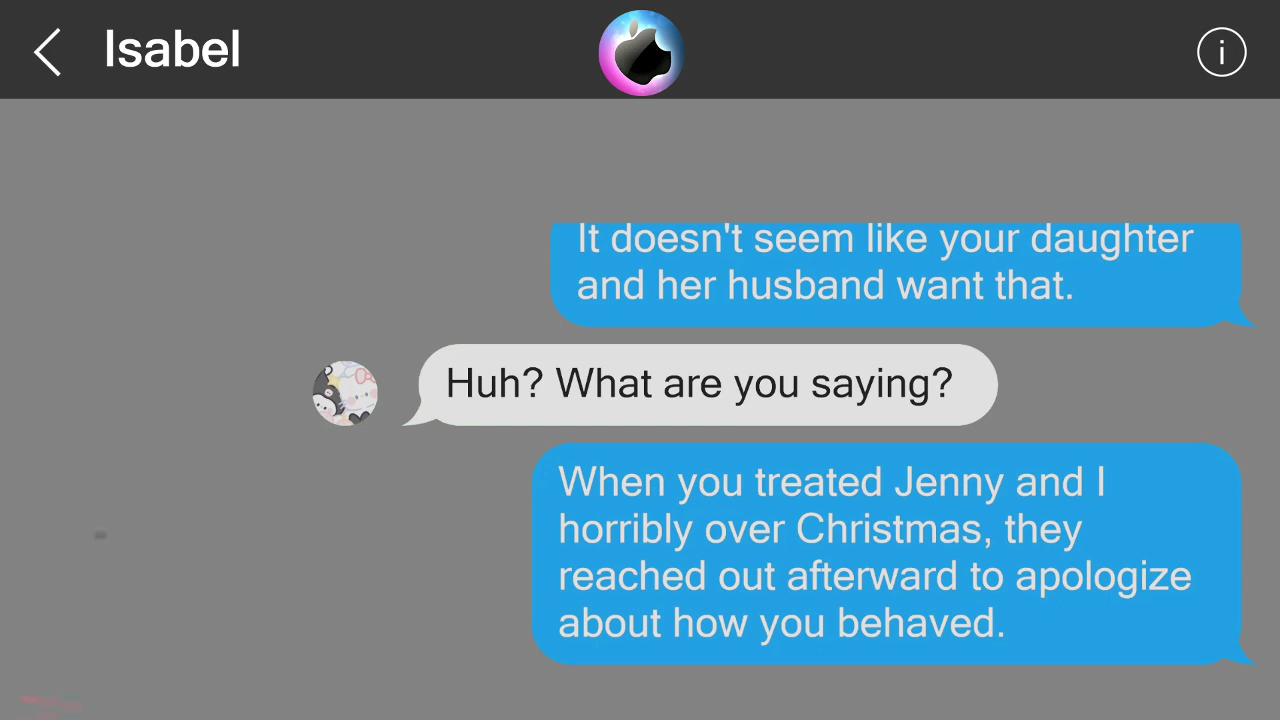 Isabel
i
It doesn't seem like your daughter
and her husband want that.
Huh? What are you saying?
When you treated Jenny and I
horribly over Christmas, they
reached out afterward to apologize
about how you behaved.